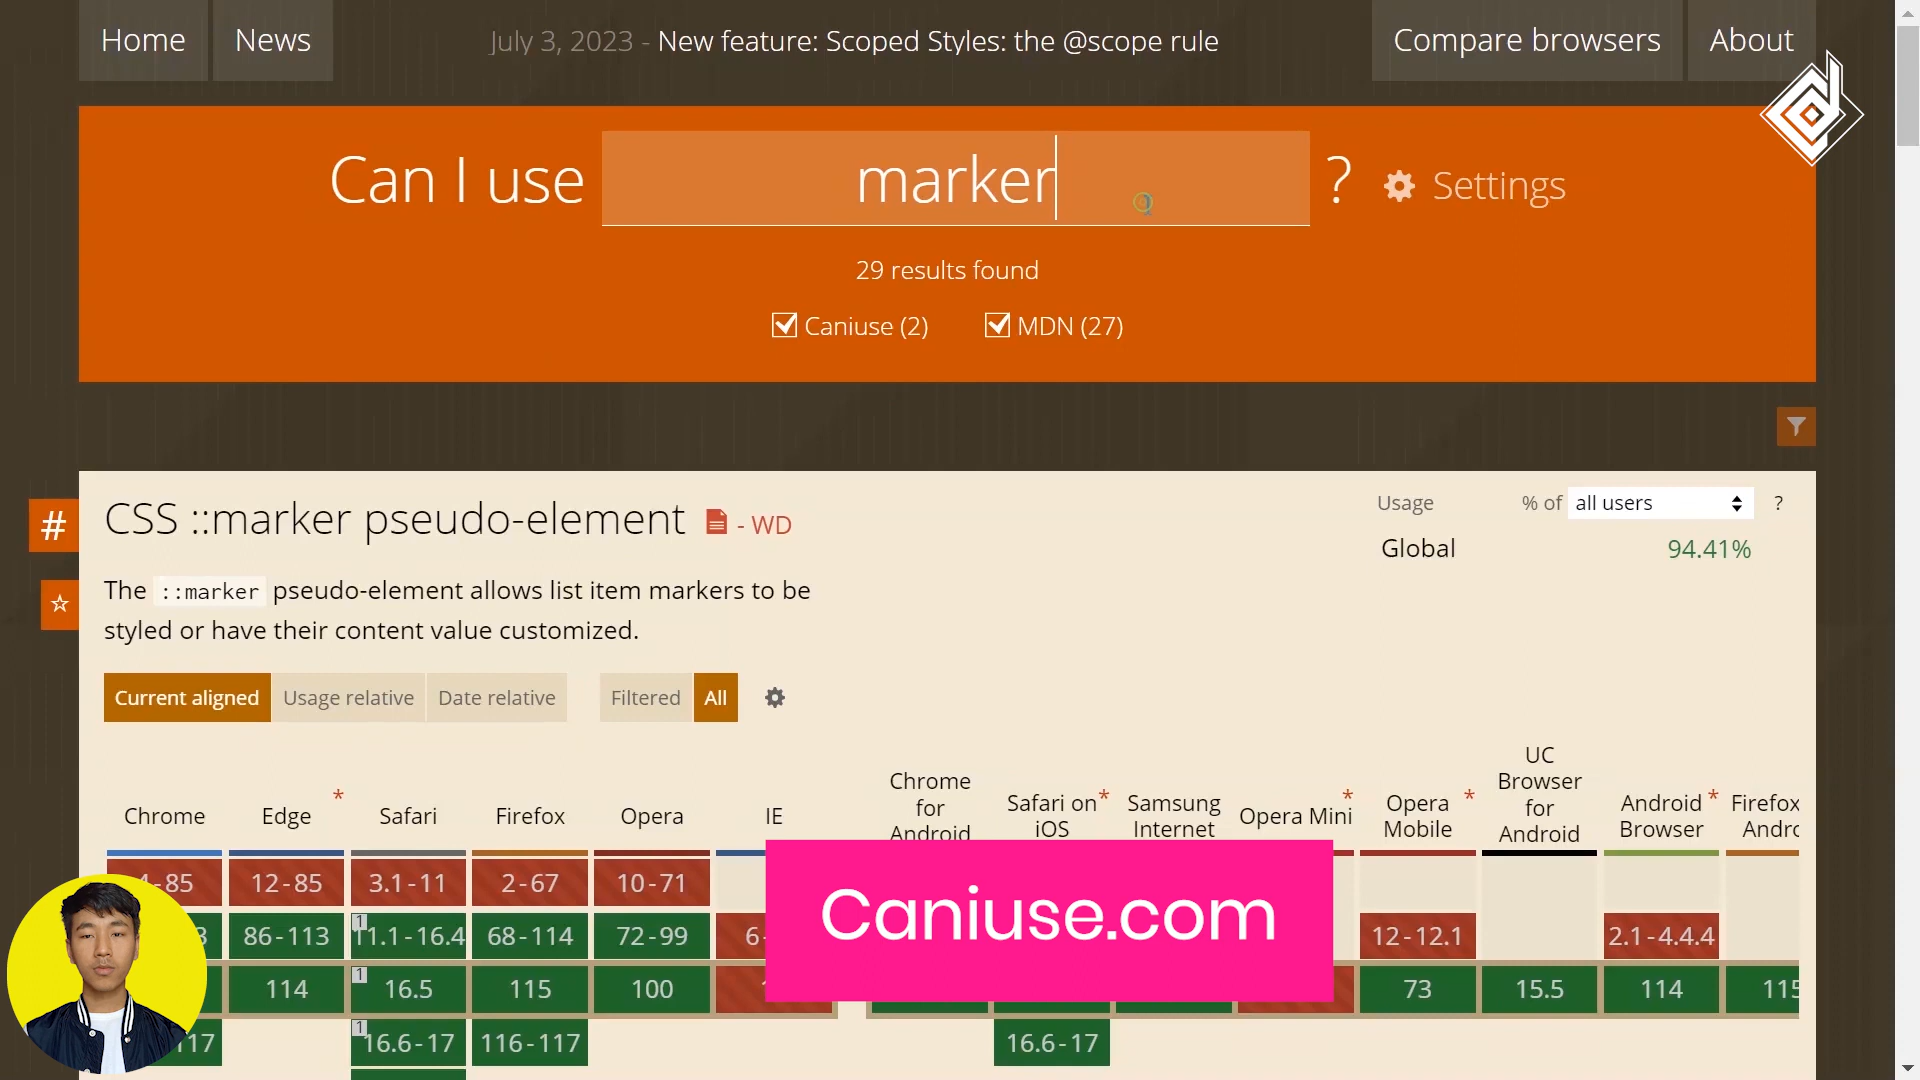 Home News July 3, 2023 - New feature: Scoped Styles: the @scope rule Compare browsers About
Can I use marker ? Settings
29 results found
Caniuse (2) MDN (27)
# CSS ::marker pseudo-element - WD
Usage % of all users ?
Global 94.41%
The ::marker pseudo-element allows list item markers to be
styled or have their content value customized.
Current aligned Usage relative Date relative Filtered All
Chrome Edge * Safari Firefox Opera IE
Chrome for Android
Safari on iOS *
Samsung Internet
Opera Mini *
Opera Mobile *
UC Browser for Android
Android Browser *
Firefox
4-85 12-85 3.1-11 2-67 10-71
86-113 1 11.1-16.4 68-114 72-99 12-12.1 2.1-4.4.4
114 1 16.5 115 100 73 15.5 114 115
1 16.6-17 116-117 16.6-17
Caniuse.com